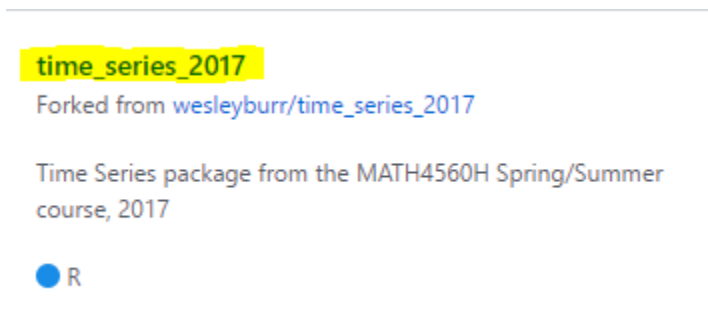 time_series_2017
Forked from wesleyburr/time_series_2017
Time Series package from the MATH4560H Spring/Summer
course, 2017
R